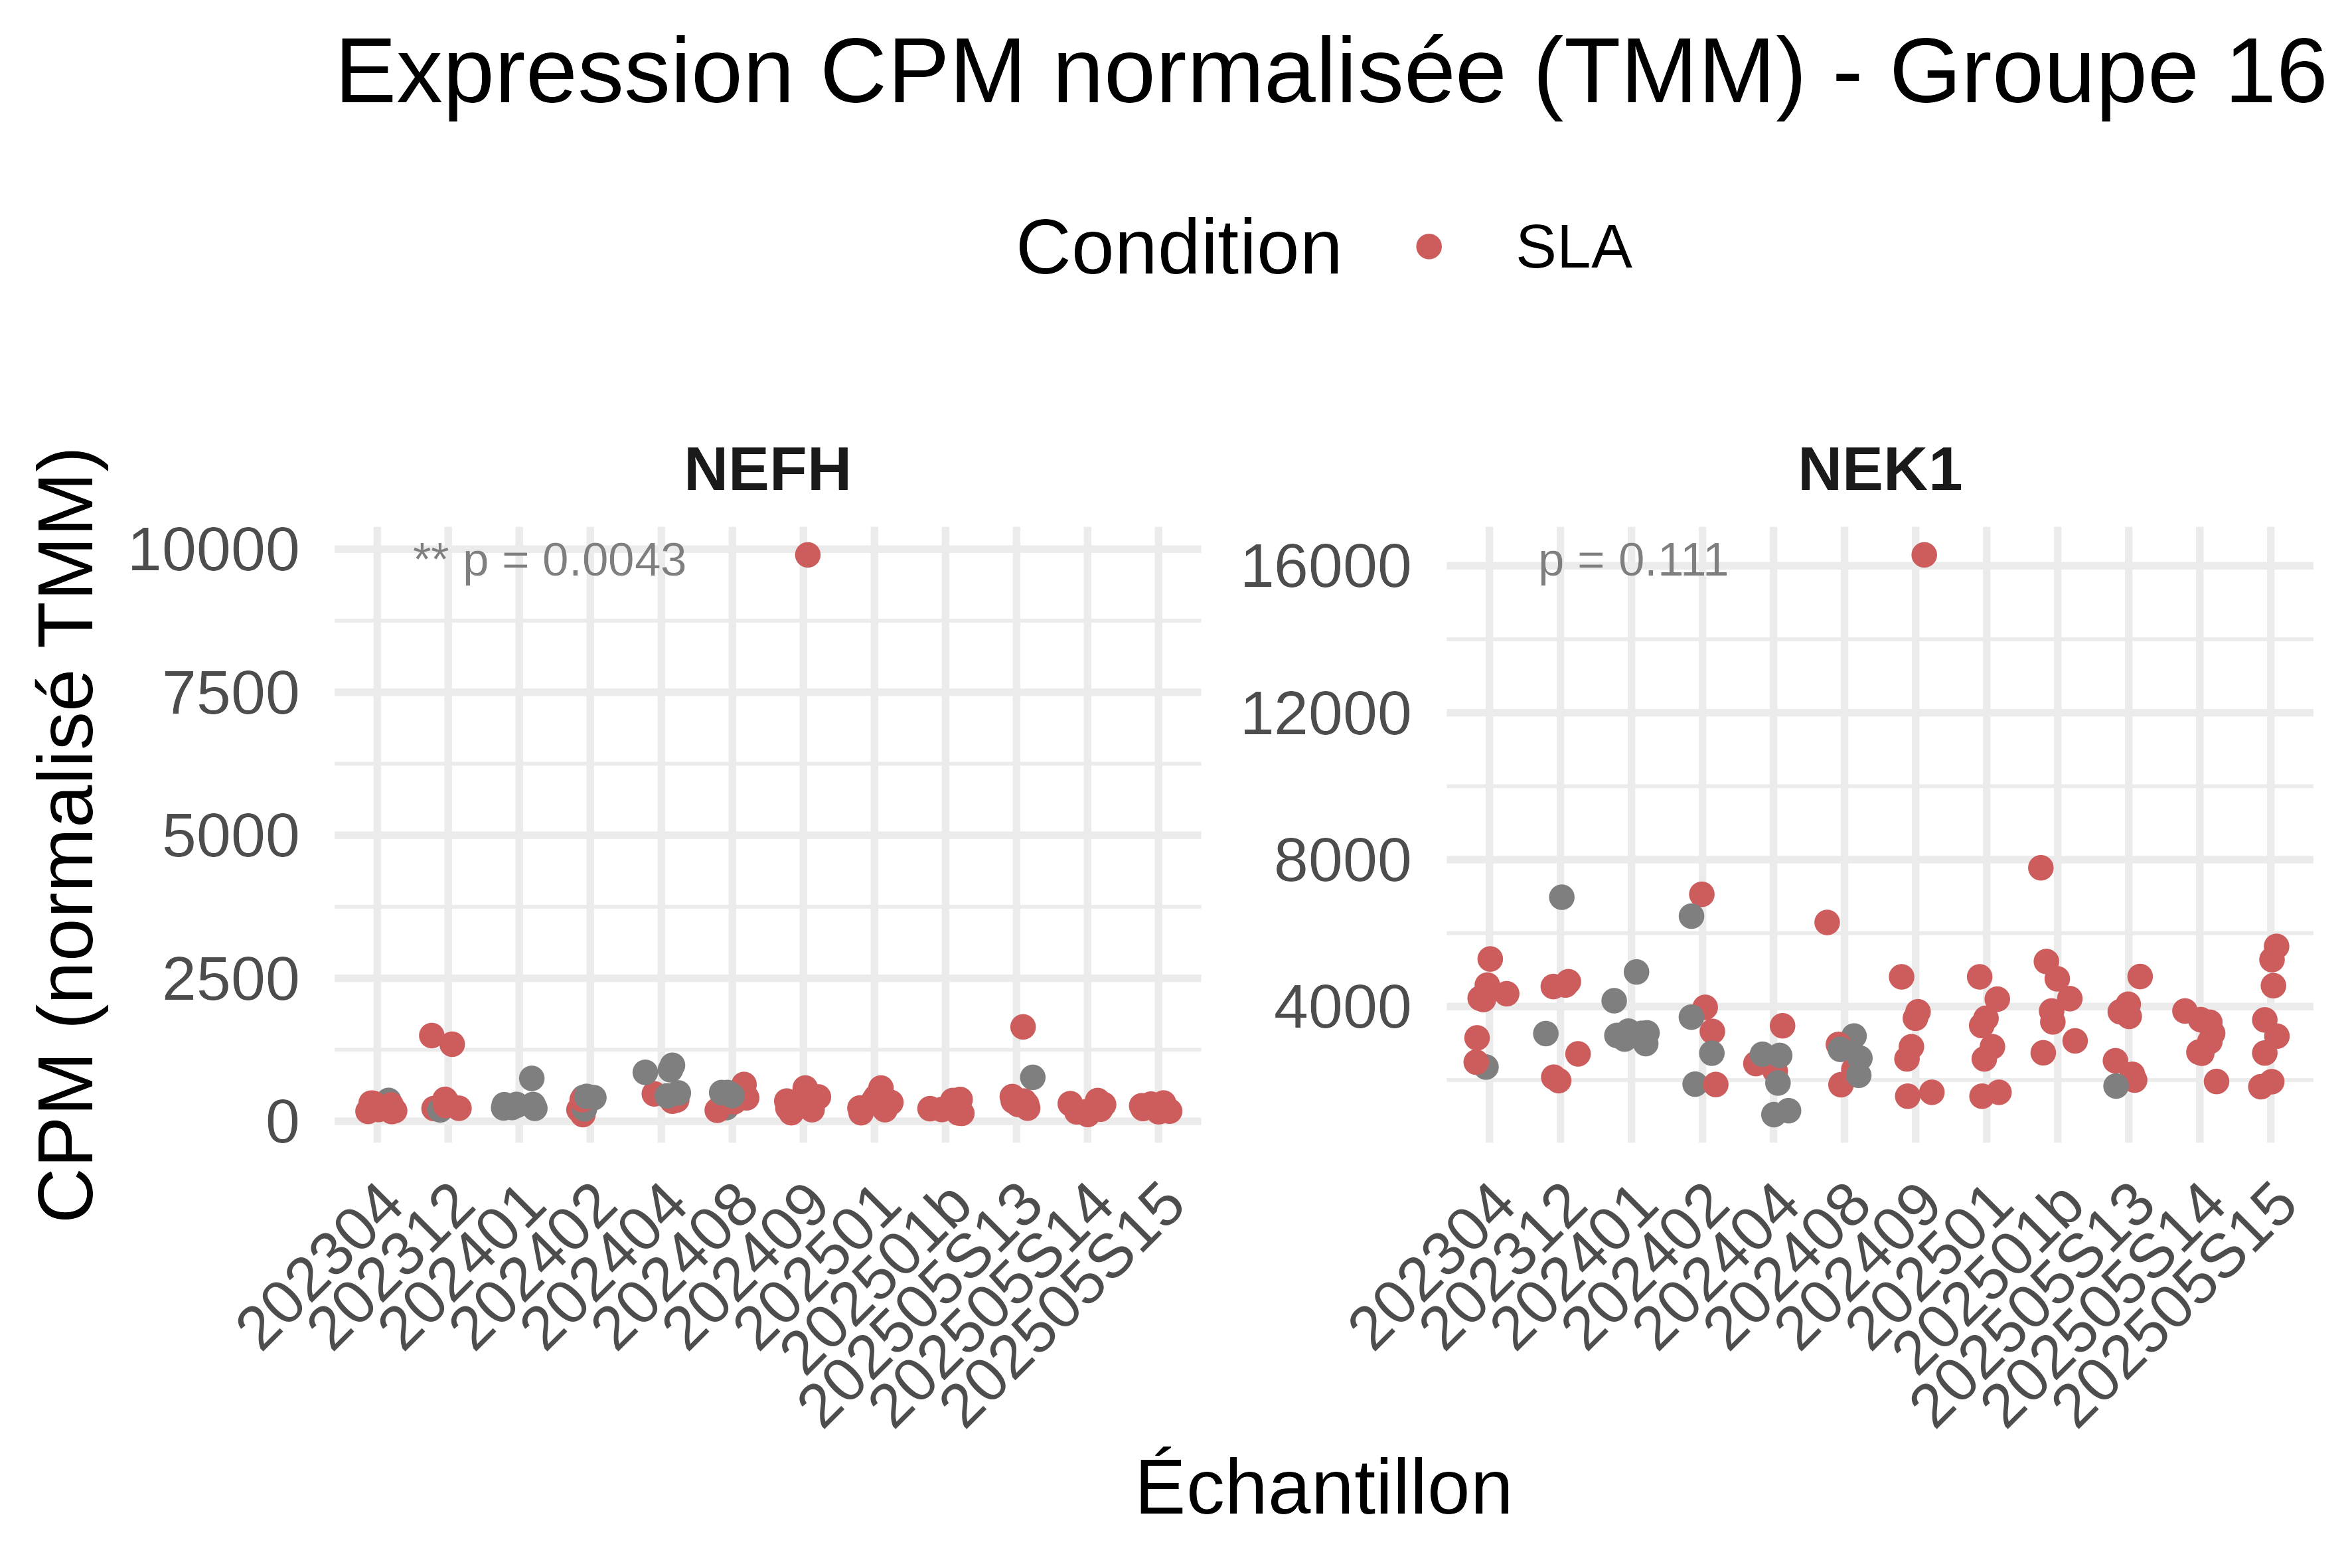 Expression CPM normalisée (TMM) - Groupe 16
Condition SLA
CPM (normalisé TMM)
NEFH
** p = 0.0043
10000
7500
5000
2500
0
202304
202312
202401
202402
202404
202408
202409
202501
202501b
202505S13
202505S14
202505S15
NEK1
p = 0.111
16000
12000
8000
4000
202304
202312
202401
202402
202404
202408
202409
202501
202501b
202505S13
202505S14
202505S15
Échantillon